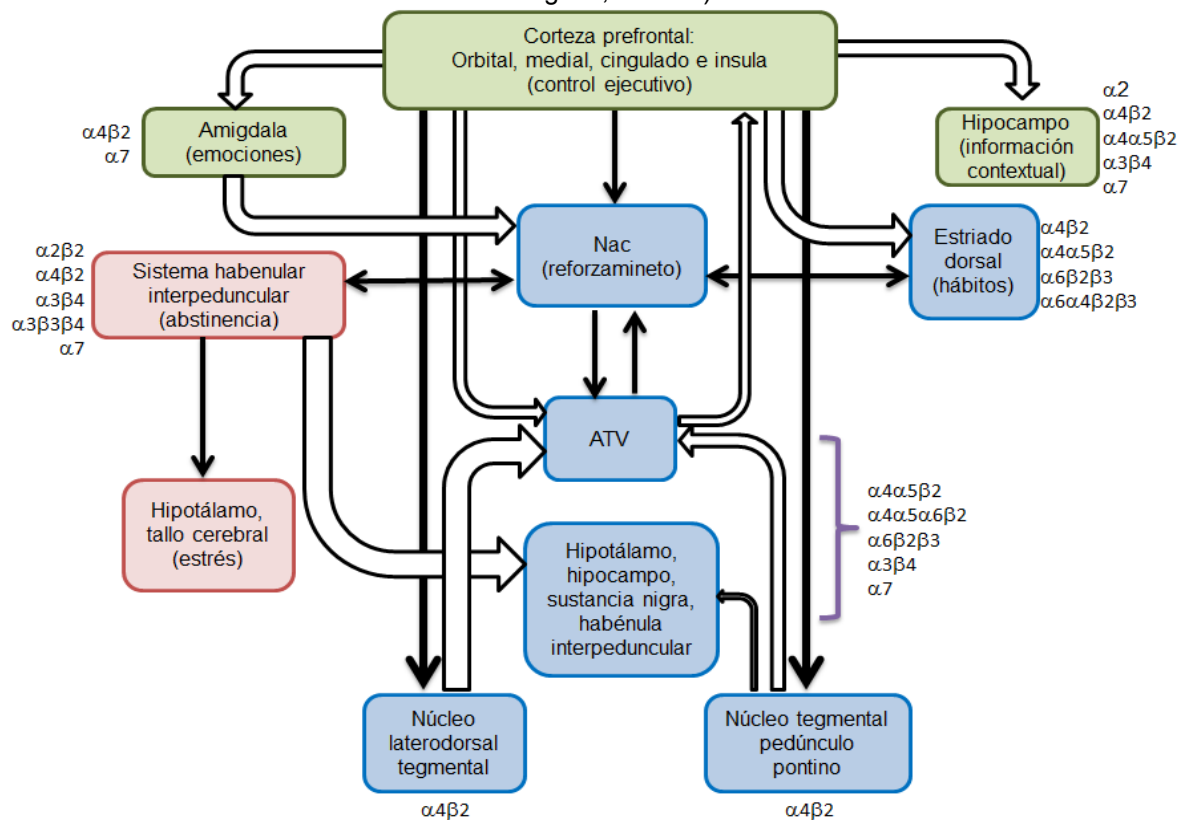 Corteza prefrontal:
Orbital, medial, cingulado e insula
(control ejecutivo)
α4β2
α7
Amigdala
(emociones)
Hipocampo
(información
contextual)
α2
α4β2
α4α5β2
α3β4
α7
α2β2
α4β2
α3β4
α3β3β4
α7
Sistema habenular
interpeduncular
(abstinencia)
Nac
(reforzamineto)
Estriado
dorsal
(hábitos)
α4β2
α4α5β2
α6β2β3
α6α4β2β3
ATV
Hipotálamo,
tallo cerebral
(estrés)
Hipotálamo,
hipocampo,
sustancia nigra,
habénula
interpeduncular
α4α5β2
α4α5α6β2
α6β2β3
α3β4
α7
Núcleo
laterodorsal
tegmental
α4β2
Núcleo tegmental
pedúnculo
pontino
α4β2